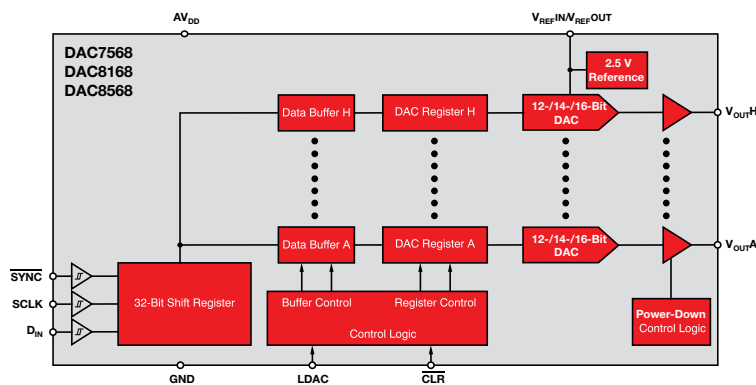 AVDD
VREFIN/VREFOUT
DAC7568
DAC8168
DAC8568
2.5 V
Reference
Data Buffer H
DAC Register H
12-/14-/16-Bit
DAC
VOUTH
Data Buffer A
DAC Register A
12-/14-/16-Bit
DAC
VOUTA
SYNC
SCLK
DIN
32-Bit Shift Register
Buffer Control
Register Control
Control Logic
Power-Down
Control Logic
GND
LDAC
CLR